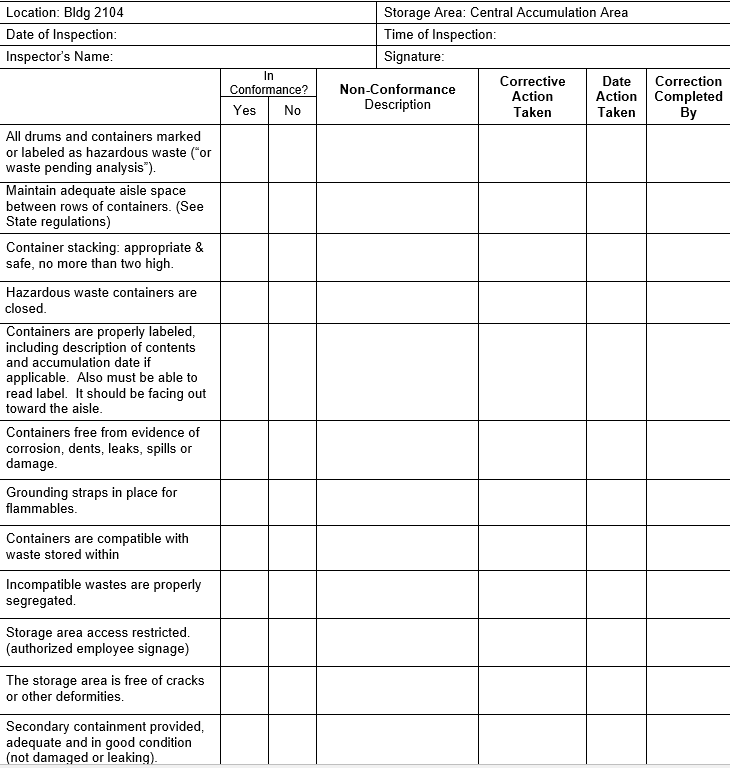 Location: Bldg 2104
Storage Area: Central Accumulation Area
Date of Inspection:
Time of Inspection:
Inspector’s Name:
Signature:
In
Conformance?
Yes
No
Non-Conformance
Description
Corrective
Action
Taken
Date
Action
Taken
Correction
Completed
By
All drums and containers marked
or labeled as hazardous waste (“or
waste pending analysis”).
Maintain adequate aisle space
between rows of containers. (See
State regulations)
Container stacking: appropriate &
safe, no more than two high.
Hazardous waste containers are
closed.
Containers are properly labeled,
including description of contents
and accumulation date if
applicable.  Also must be able to
read label.  It should be facing out
toward the aisle.
Containers free from evidence of
corrosion, dents, leaks, spills or
damage.
Grounding straps in place for
flammables.
Containers are compatible with
waste stored within
Incompatible wastes are properly
segregated.
Storage area access restricted.
(authorized employee signage)
The storage area is free of cracks
or other deformities.
Secondary containment provided,
adequate and in good condition
(not damaged or leaking).